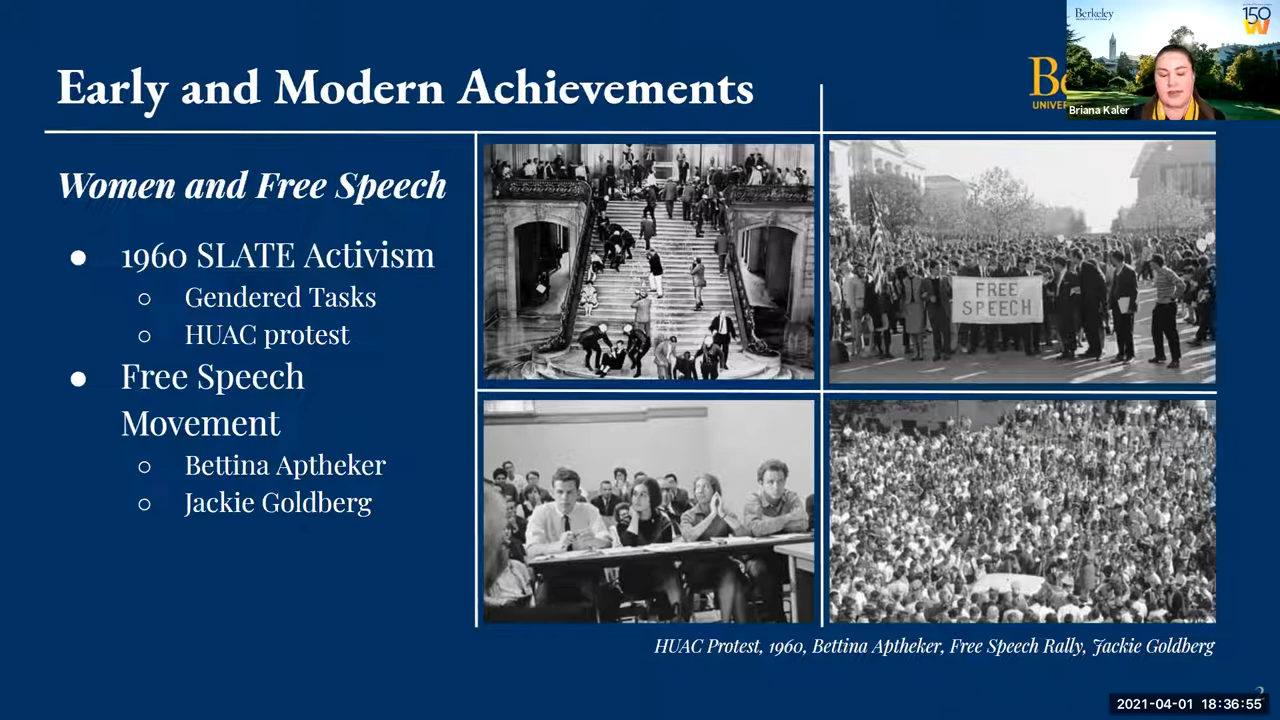 Early and Modern Achievements
Women and Free Speech
1960 SLATE Activism
Gendered Tasks
HUAC protest
Free Speech
Movement
Bettina Aptheker
Jackie Goldberg
FREE
SPEECH
HUAC Protest, 1960, Bettina Aptheker, Free Speech Rally, Jackie Goldberg
Be
UNIVE
Berkeley
150
W
Briana Kaler
2021-04-01 18:36:55